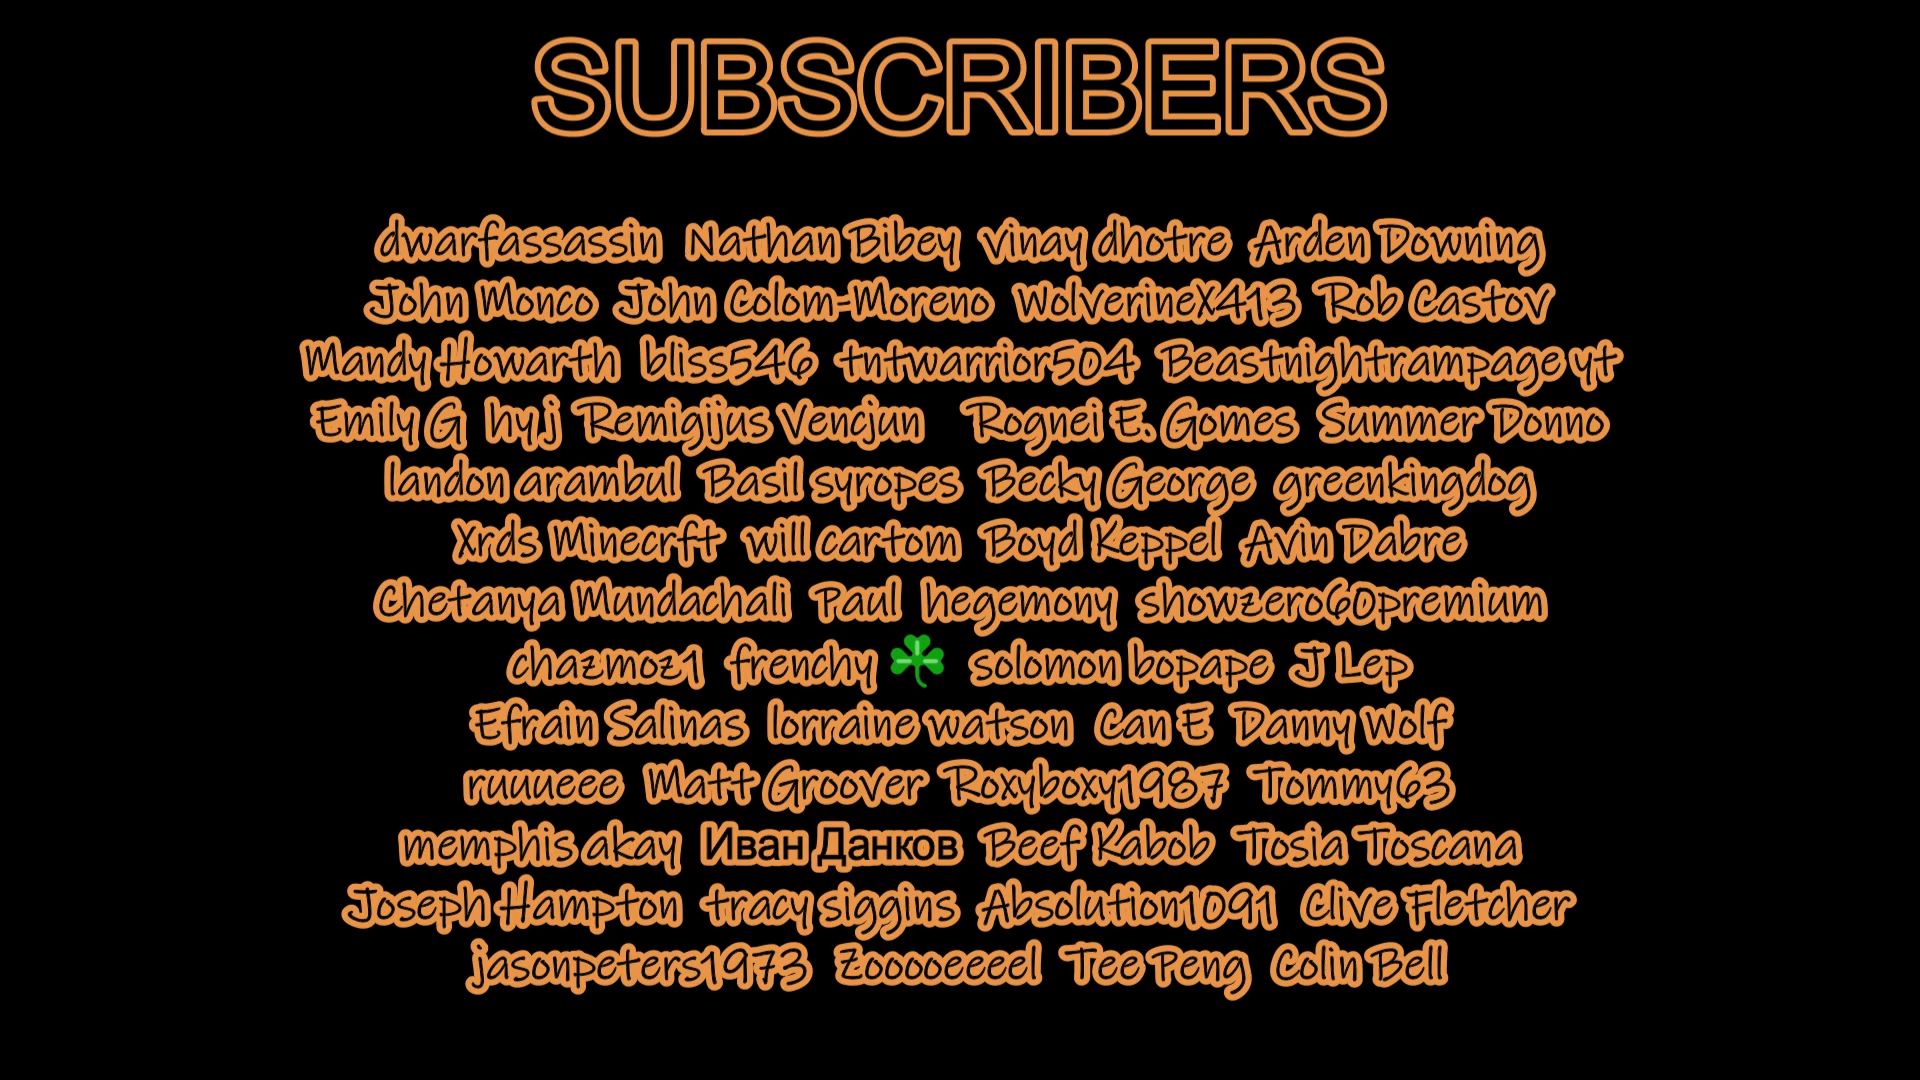 SUBSCRIBERS
dwarfassassin Nathan Bibey vinay dhotre Arden Downing
John Monco John Colom-Moreno WolverineX413 Rob Castov
Mandy Howarth bliss546 tntwarrior504 Beastnightrampage yt
Emily G hy j Remigijus Vencjun Rognei E. Gomes Summer Donno
landon arambul Basil syropes Becky George greenkingdog
Xrds Minecrft will cartom Boyd Keppel Avin Dabre
Chetanya Mundachali Paul hegemony showzero60premium
chazmoz1 frenchy ☘️ solomon bopape J Lep
Efrain Salinas lorraine watson Can E Danny Wolf
ruuueee Matt Groover Roxyboxy1987 Tommy63
memphis akay Иван Данков Beef Kabob Tosia Toscana
Joseph Hampton tracy siggins Absolution1091 Clive Fletcher
jasonpeters1973 Zooooeeeel Tee Peng Colin Bell